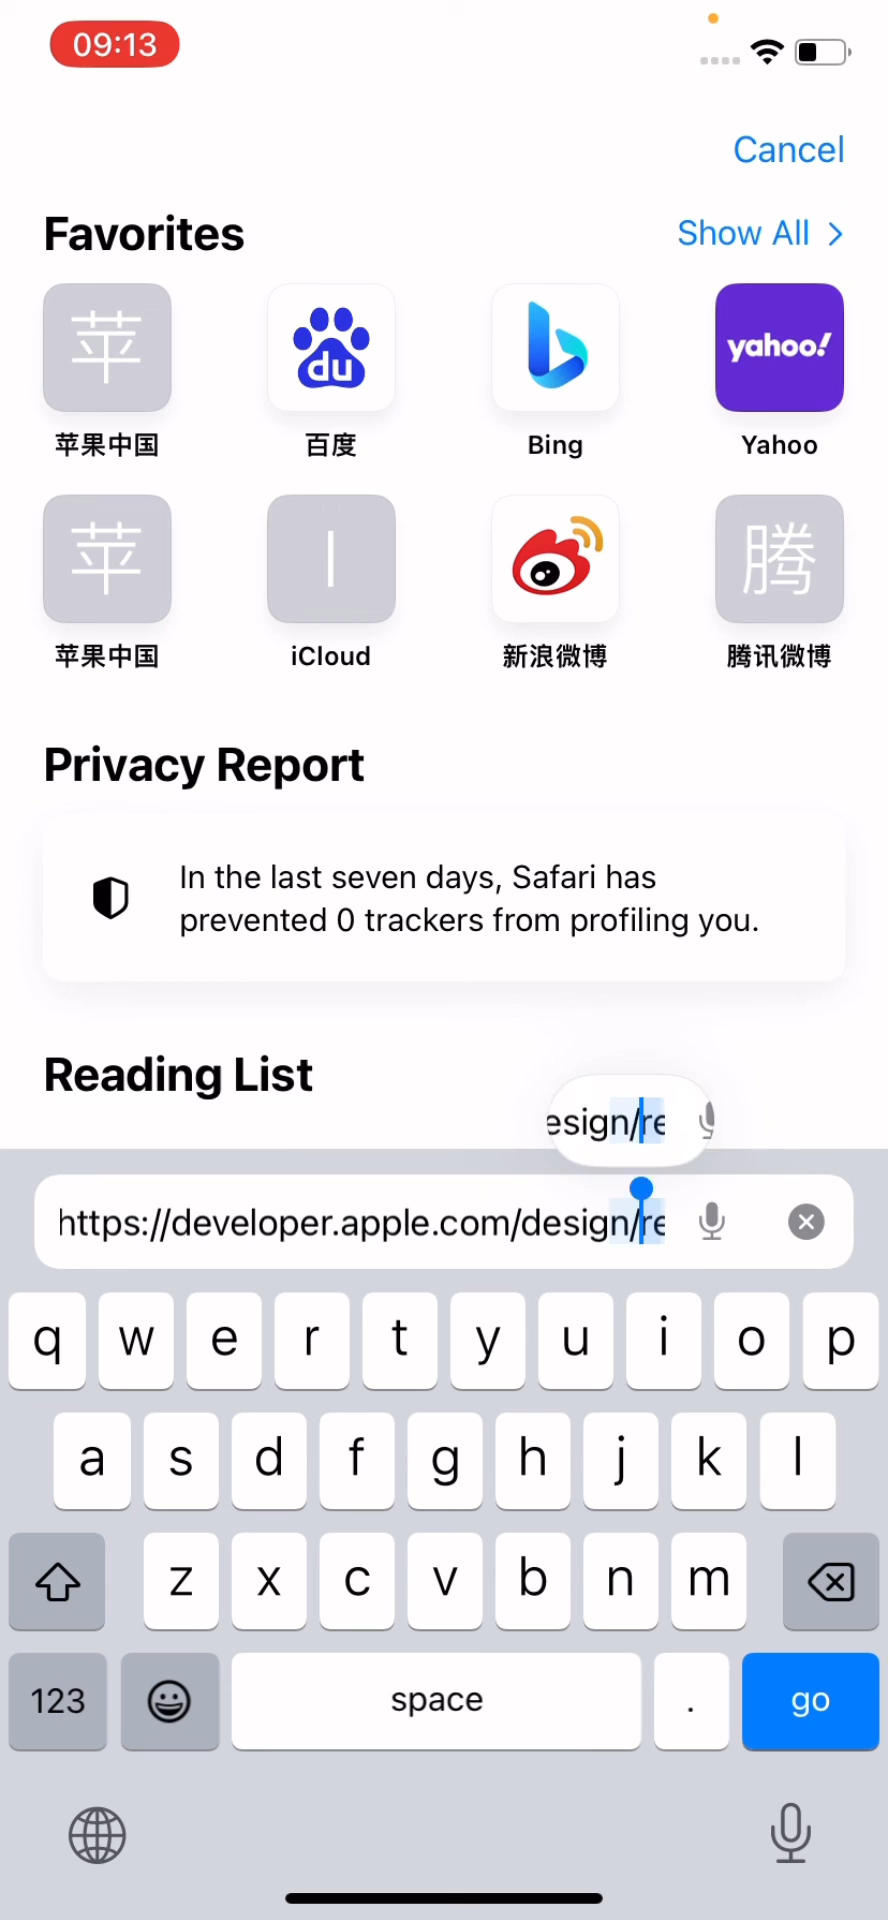 09:13
Cancel
Favorites
Show All
苹
du
yahoo!
苹果中国
百度
Bing
Yahoo
苹
I
腾
苹果中国
iCloud
新浪微博
腾讯微博
Privacy Report
In the last seven days, Safari has
prevented 0 trackers from profiling you.
Reading List
esign/re
https://developer.apple.com/design/re
q w e r t y u i o p
a s d f g h j k l
z x c v b n m
123 space . go